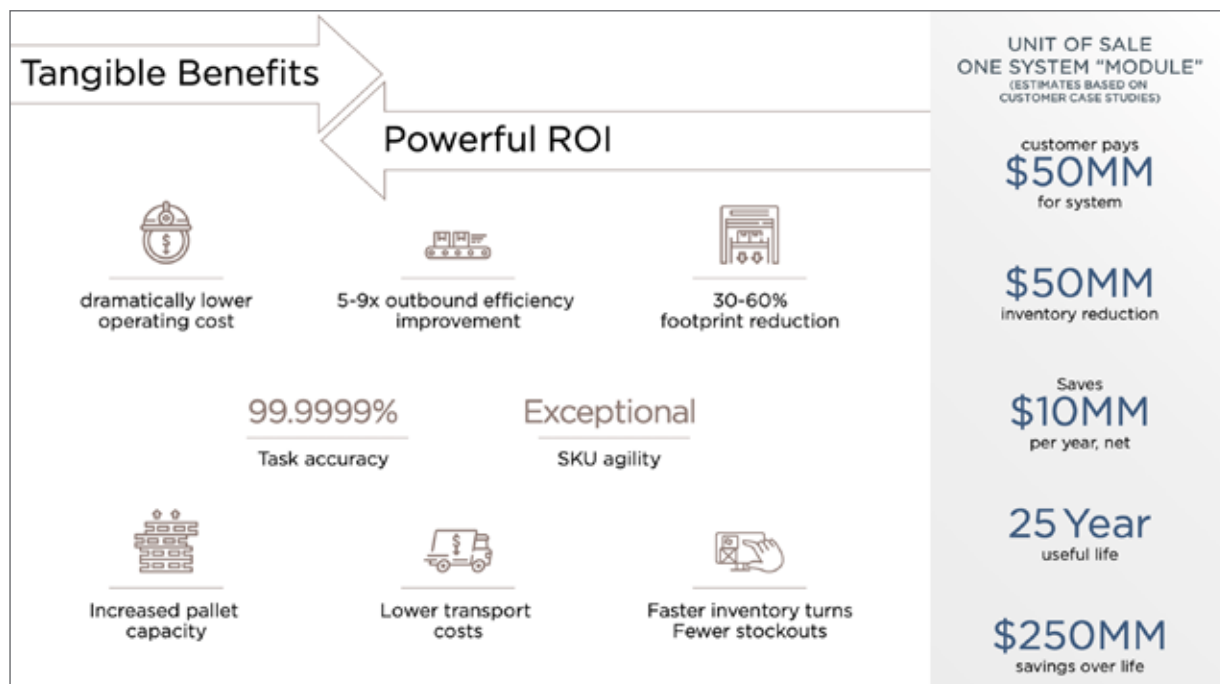 Tangible Benefits
Powerful ROI
dramatically lower
operating cost
5-9x outbound efficiency
improvement
30-60%
footprint reduction
99.9999%
Task accuracy
Exceptional
SKU agility
Increased pallet
capacity
Lower transport
costs
Faster inventory turns
Fewer stockouts
UNIT OF SALE
ONE SYSTEM “MODULE”
(ESTIMATES BASED ON
CUSTOMER CASE STUDIES)
customer pays
$50MM
for system
$50MM
inventory reduction
Saves
$10MM
per year, net
25 Year
useful life
$250MM
savings over life